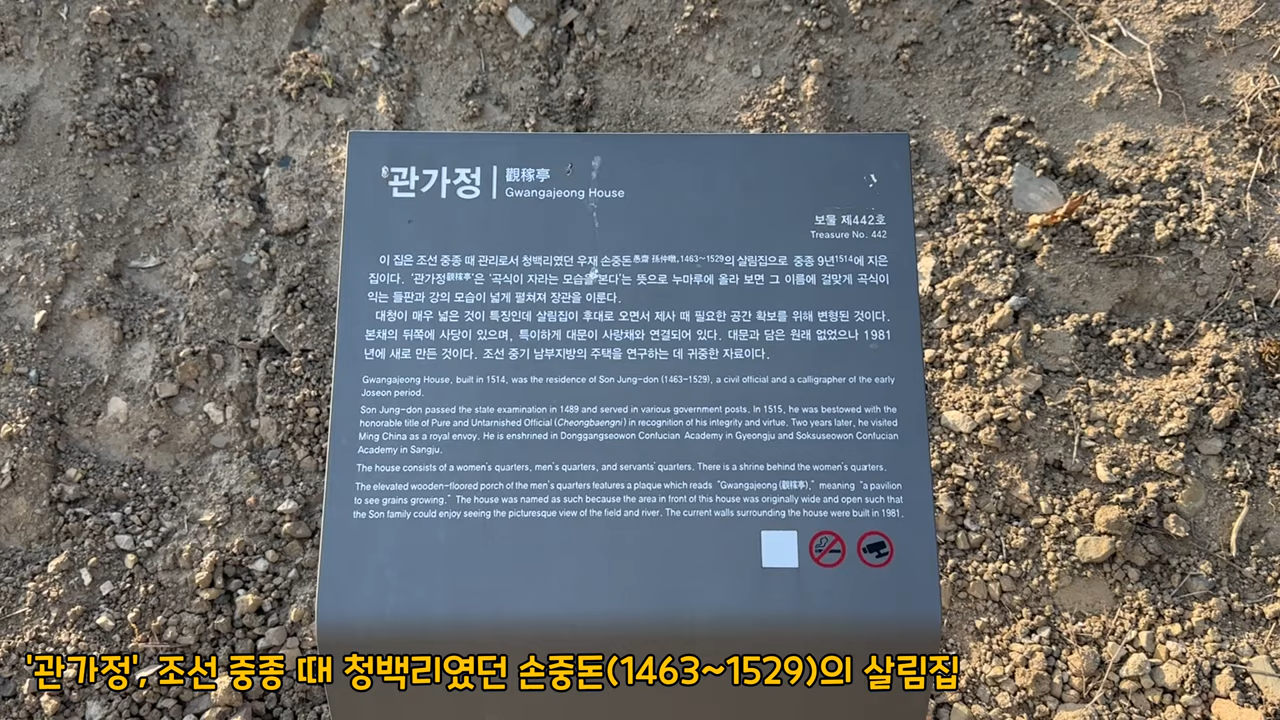 관가정 | 觀稼亭
Gwangajeong House
보물 제442호
Treasure No. 442
이 집은 조선 중종 때 관리로서 청백리였던 우재 손중돈愚齋 孫仲暾,1463~1529의 살림집으로 중종 9년1514에 지은
집이다. '관가정觀稼亭'은 '곡식이 자라는 모습을 본다'는 뜻으로 누마루에 올라 보면 그 이름에 걸맞게 곡식이
익는 들판과 강의 모습이 넓게 펼쳐져 장관을 이룬다.
대청이 매우 넓은 것이 특징인데 살림집이 후대로 오면서 제사 때 필요한 공간 확보를 위해 변형된 것이다.
본채의 뒤쪽에 사당이 있으며, 특이하게 대문이 사랑채와 연결되어 있다. 대문과 담은 원래 없었으나 1981
년에 새로 만든 것이다. 조선 중기 남부지방의 주택을 연구하는 데 귀중한 자료이다.
Gwangajeong House, built in 1514, was the residence of Son Jung-don (1463-1529), a civil official and a calligrapher of the early
Joseon period.
Son Jung-don passed the state examination in 1489 and served in various government posts. In 1515, he was bestowed with the
honorable title of Pure and Untarnished Official (Cheongbaengni) in recognition of his integrity and virtue. Two years later, he visited
Ming China as a royal envoy. He is enshrined in Donggangseowon Confucian Academy in Gyeongju and Soksuseowon Confucian
Academy in Sangju.
The house consists of a women's quarters, men's quarters, and servants' quarters. There is a shrine behind the women's quarters.
The elevated wooden-floored porch of the men's quarters features a plaque which reads "Gwangajeong (觀稼亭)," meaning "a pavilion
to see grains growing." The house was named as such because the area in front of this house was originally wide and open such that
the Son family could enjoy seeing the picturesque view of the field and river. The current walls surrounding the house were built in 1981.
'관가정', 조선 중종 때 청백리였던 손중돈(1463~1529)의 살림집